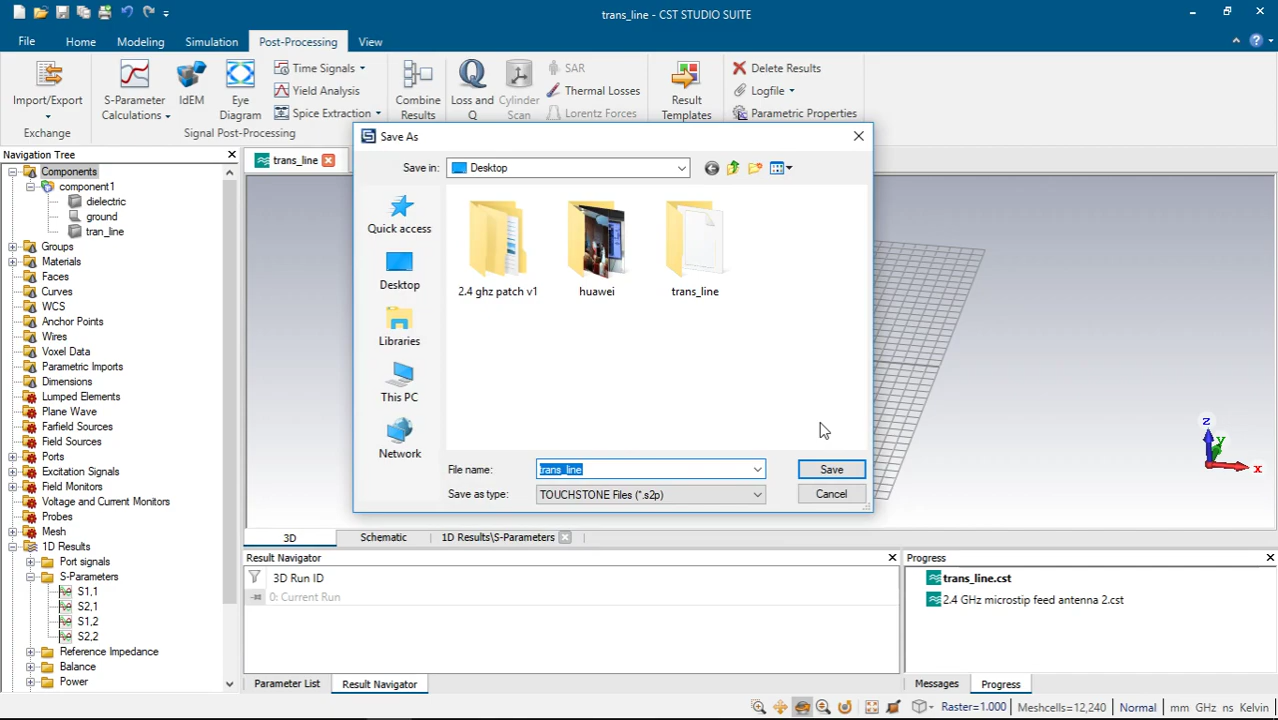 trans_line - CST STUDIO SUITE
File
Home
Modeling
Simulation
Post-Processing
View
Import/Export
Exchange
S-Parameter
Calculations
IdEM
Eye
Diagram
Time Signals
Yield Analysis
Spice Extraction
Signal Post-Processing
Combine
Results
Loss and
Q
Cylinder
Scan
SAR
Thermal Losses
Lorentz Forces
Result
Templates
Delete Results
Logfile
Parametric Properties
Navigation Tree
Components
component1
dielectric
ground
tran_line
Groups
Materials
Faces
Curves
WCS
Anchor Points
Wires
Voxel Data
Parametric Imports
Dimensions
Lumped Elements
Plane Wave
Farfield Sources
Field Sources
Ports
Excitation Signals
Field Monitors
Voltage and Current Monitors
Probes
Mesh
1D Results
Port signals
S-Parameters
S1,1
S2,1
S1,2
S2,2
Reference Impedance
Balance
Power
trans_line
Save As
Save in:
Desktop
Quick access
Desktop
Libraries
This PC
Network
2.4 ghz patch v1
huawei
trans_line
File name:
trans_line
Save
Save as type:
TOUCHSTONE Files (*.s2p)
Cancel
z
y
x
3D
Schematic
1D Results\S-Parameters
Result Navigator
3D Run ID
0: Current Run
Parameter List
Result Navigator
Progress
trans_line.cst
2.4 GHz microstip feed antenna 2.cst
Messages
Progress
Raster=1.000
Meshcells=12,240
Normal
mm GHz ns Kelvin